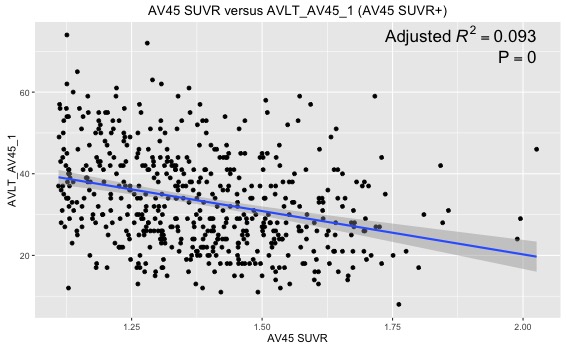 AV45 SUVR versus AVLT_AV45_1 (AV45 SUVR+)
Adjusted R² = 0.093
P = 0
60
40
20
AVLT_AV45_1
1.25 1.50 1.75 2.00
AV45 SUVR